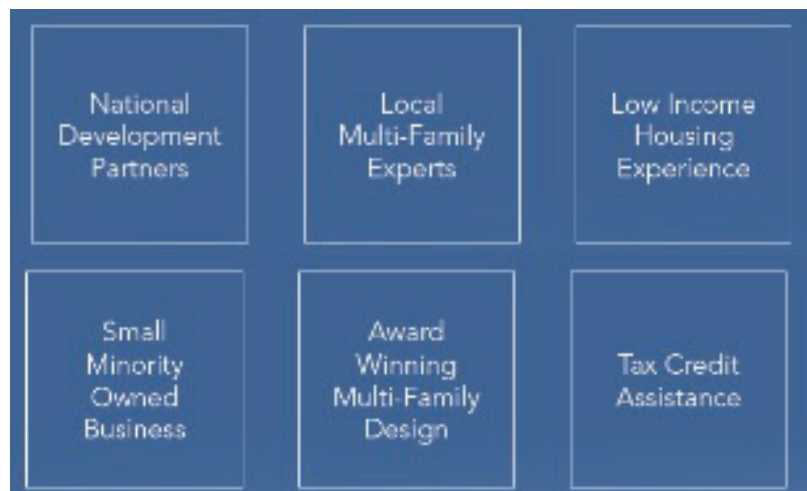 National
Development
Partners
Local
Multi-Family
Experts
Low Income
Housing
Experience
Small
Minority
Owned
Business
Award
Winning
Multi-Family
Design
Tax Credit
Assistance